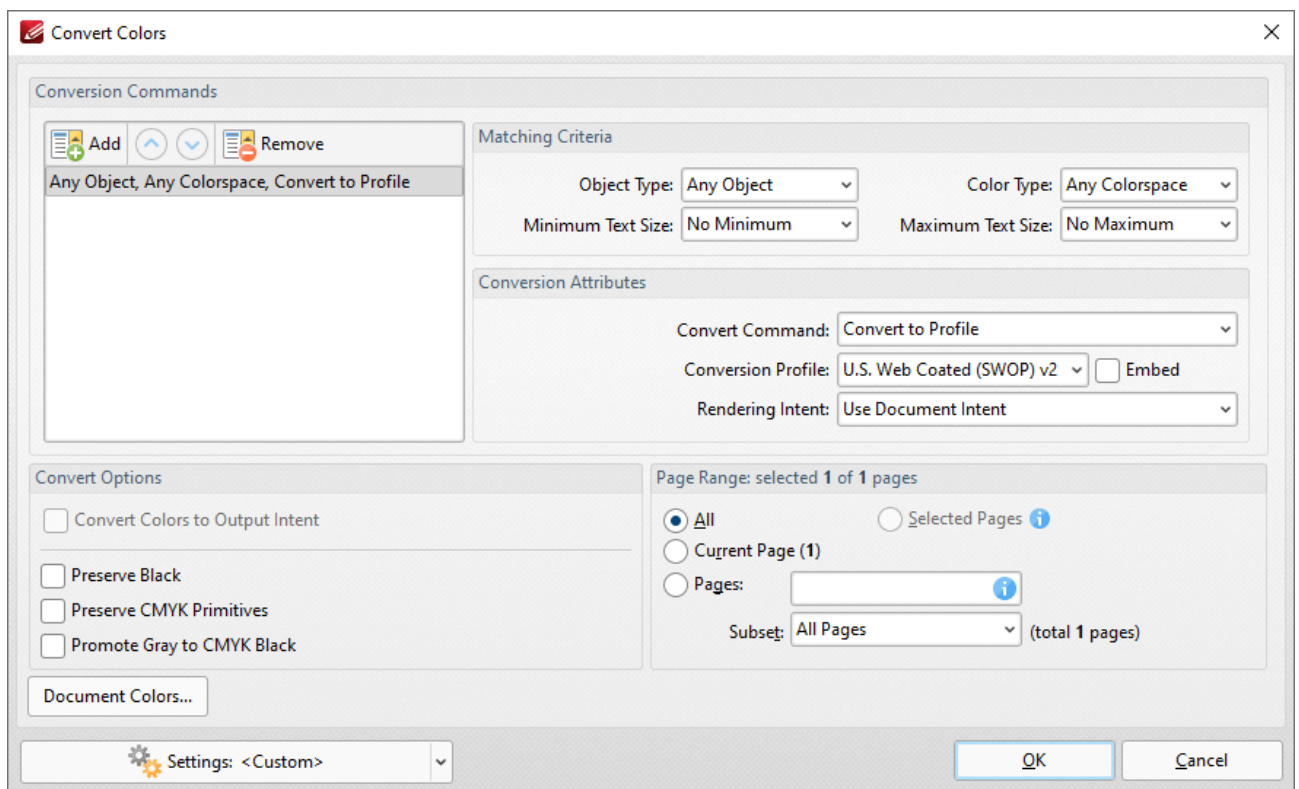 Convert Colors
Conversion Commands
Add Remove
Any Object, Any Colorspace, Convert to Profile
Matching Criteria
Object Type: Any Object Color Type: Any Colorspace
Minimum Text Size: No Minimum Maximum Text Size: No Maximum
Conversion Attributes
Convert Command: Convert to Profile
Conversion Profile: U.S. Web Coated (SWOP) v2 Embed
Rendering Intent: Use Document Intent
Convert Options
Convert Colors to Output Intent
Preserve Black
Preserve CMYK Primitives
Promote Gray to CMYK Black
Page Range: selected 1 of 1 pages
All Selected Pages
Current Page (1)
Pages:
Subset: All Pages (total 1 pages)
Document Colors...
Settings: <Custom> OK Cancel